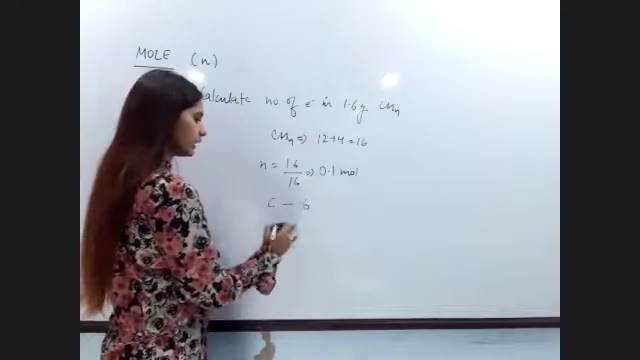 MOLE (n)
Calculate no. of e⁻ in 1.6g CH₄
CH₄ ⇒ 12+4=16
n = 1.6/16 ⇒ 0.1 mol
C — 6